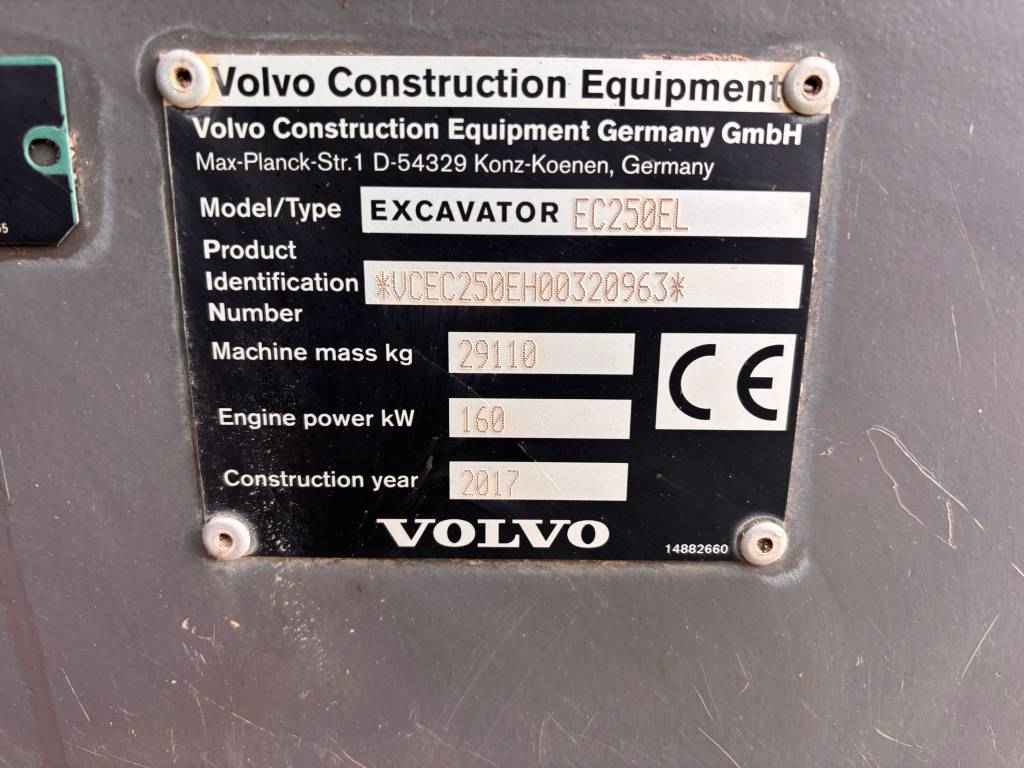 Volvo Construction Equipment
Volvo Construction Equipment Germany GmbH
Max-Planck-Str.1 D-54329 Konz-Koenen, Germany
Model/Type EXCAVATOR EC250EL
Product
Identification *VCEC250EH00320963*
Number
Machine mass kg 29110
CE
Engine power kW 160
Construction year 2017
VOLVO
14882660